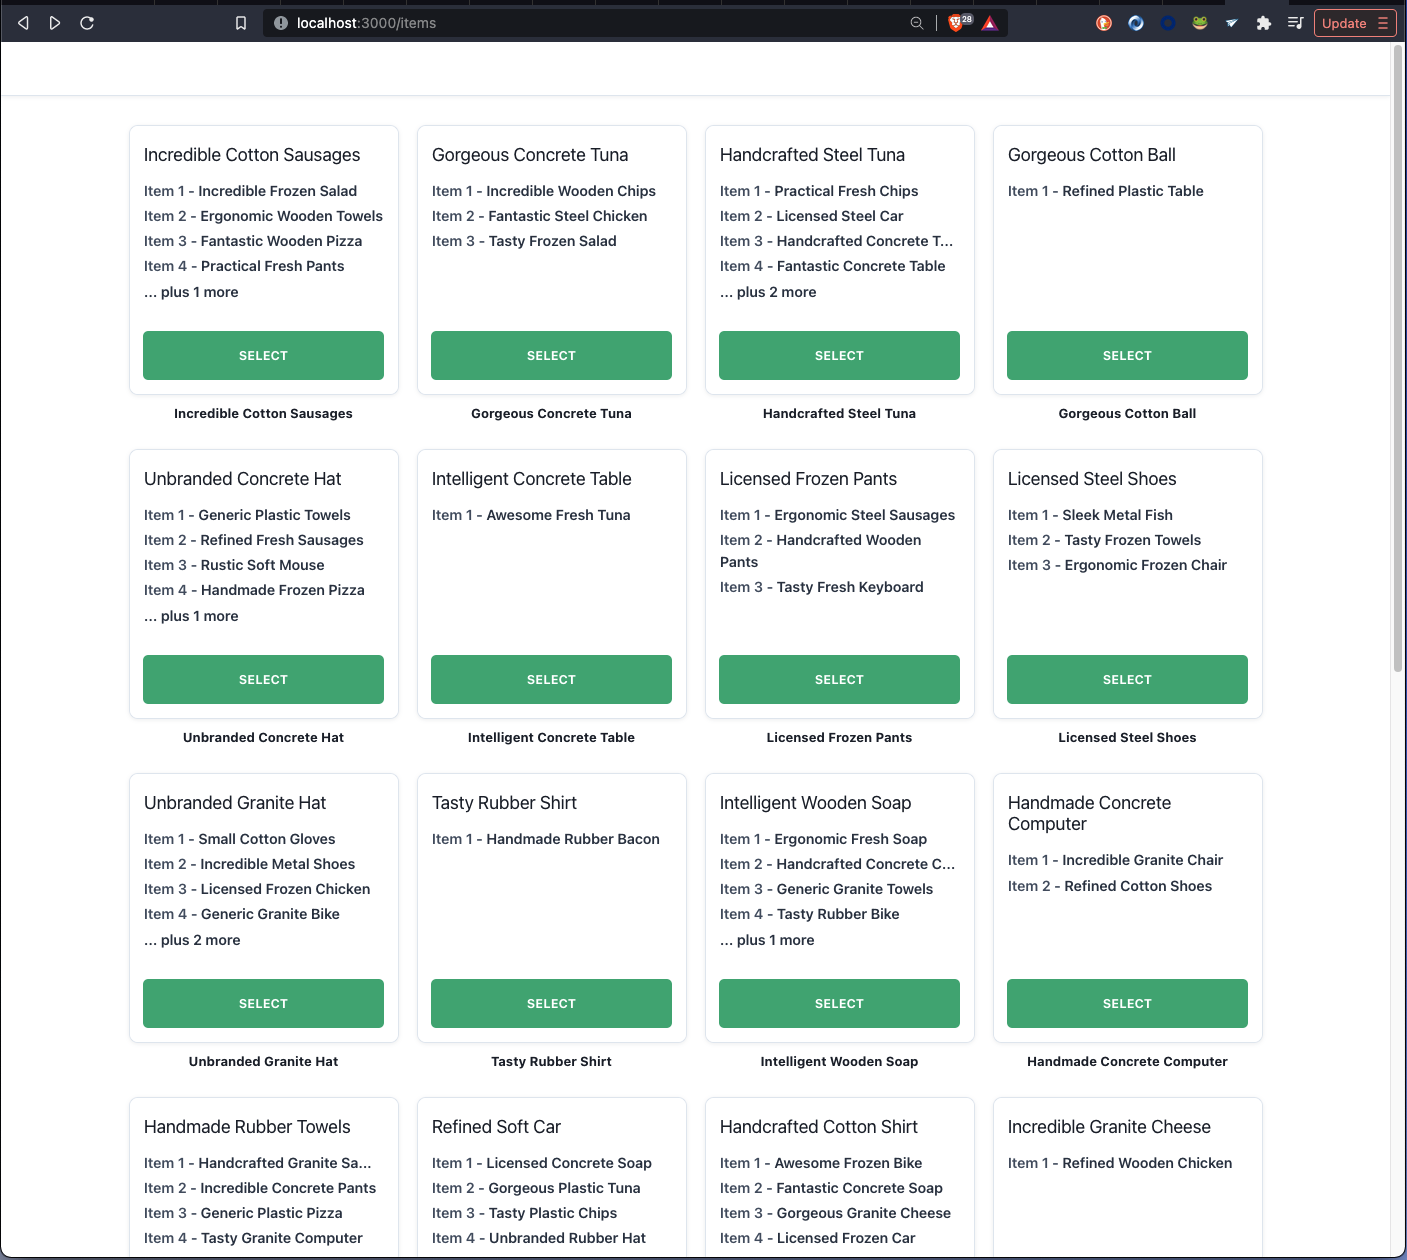 localhost:3000/items
28
Update
Incredible Cotton Sausages
Item 1 - Incredible Frozen Salad
Item 2 - Ergonomic Wooden Towels
Item 3 - Fantastic Wooden Pizza
Item 4 - Practical Fresh Pants
... plus 1 more
SELECT
Incredible Cotton Sausages
Gorgeous Concrete Tuna
Item 1 - Incredible Wooden Chips
Item 2 - Fantastic Steel Chicken
Item 3 - Tasty Frozen Salad
SELECT
Gorgeous Concrete Tuna
Handcrafted Steel Tuna
Item 1 - Practical Fresh Chips
Item 2 - Licensed Steel Car
Item 3 - Handcrafted Concrete T...
Item 4 - Fantastic Concrete Table
... plus 2 more
SELECT
Handcrafted Steel Tuna
Gorgeous Cotton Ball
Item 1 - Refined Plastic Table
SELECT
Gorgeous Cotton Ball
Unbranded Concrete Hat
Item 1 - Generic Plastic Towels
Item 2 - Refined Fresh Sausages
Item 3 - Rustic Soft Mouse
Item 4 - Handmade Frozen Pizza
... plus 1 more
SELECT
Unbranded Concrete Hat
Intelligent Concrete Table
Item 1 - Awesome Fresh Tuna
SELECT
Intelligent Concrete Table
Licensed Frozen Pants
Item 1 - Ergonomic Steel Sausages
Item 2 - Handcrafted Wooden
Pants
Item 3 - Tasty Fresh Keyboard
SELECT
Licensed Frozen Pants
Licensed Steel Shoes
Item 1 - Sleek Metal Fish
Item 2 - Tasty Frozen Towels
Item 3 - Ergonomic Frozen Chair
SELECT
Licensed Steel Shoes
Unbranded Granite Hat
Item 1 - Small Cotton Gloves
Item 2 - Incredible Metal Shoes
Item 3 - Licensed Frozen Chicken
Item 4 - Generic Granite Bike
... plus 2 more
SELECT
Unbranded Granite Hat
Tasty Rubber Shirt
Item 1 - Handmade Rubber Bacon
SELECT
Tasty Rubber Shirt
Intelligent Wooden Soap
Item 1 - Ergonomic Fresh Soap
Item 2 - Handcrafted Concrete C...
Item 3 - Generic Granite Towels
Item 4 - Tasty Rubber Bike
... plus 1 more
SELECT
Intelligent Wooden Soap
Handmade Concrete
Computer
Item 1 - Incredible Granite Chair
Item 2 - Refined Cotton Shoes
SELECT
Handmade Concrete Computer
Handmade Rubber Towels
Item 1 - Handcrafted Granite Sa...
Item 2 - Incredible Concrete Pants
Item 3 - Generic Plastic Pizza
Item 4 - Tasty Granite Computer
Refined Soft Car
Item 1 - Licensed Concrete Soap
Item 2 - Gorgeous Plastic Tuna
Item 3 - Tasty Plastic Chips
Item 4 - Unbranded Rubber Hat
Handcrafted Cotton Shirt
Item 1 - Awesome Frozen Bike
Item 2 - Fantastic Concrete Soap
Item 3 - Gorgeous Granite Cheese
Item 4 - Licensed Frozen Car
Incredible Granite Cheese
Item 1 - Refined Wooden Chicken